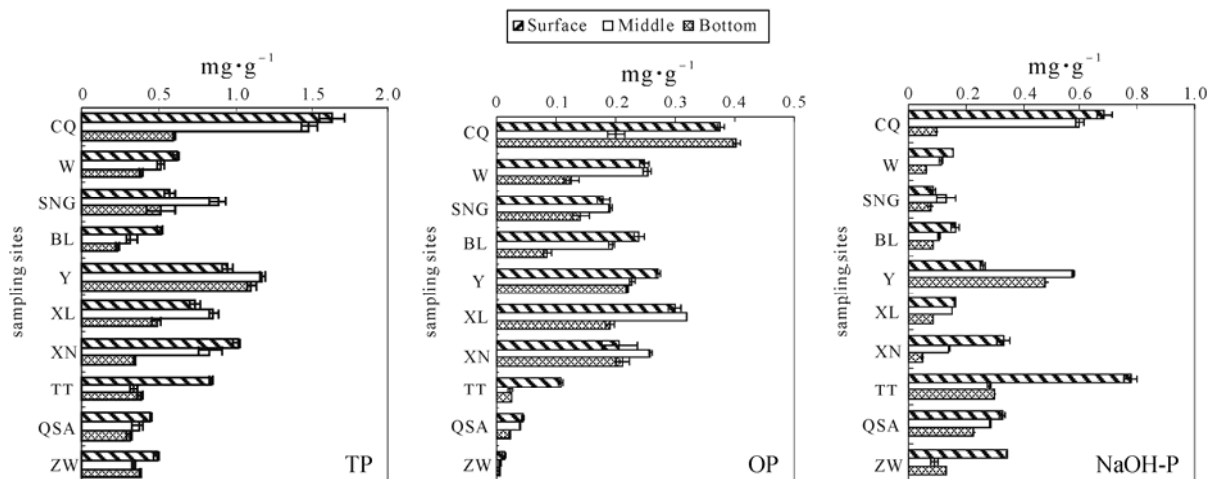 Surface Middle Bottom
mg·g⁻¹
0 0.5 1.0 1.5 2.0
sampling sites
CQ
W
SNG
BL
Y
XL
XN
TT
QSA
ZW
TP
mg·g⁻¹
0 0.1 0.2 0.3 0.4 0.5
sampling sites
CQ
W
SNG
BL
Y
XL
XN
TT
QSA
ZW
OP
mg·g⁻¹
0 0.2 0.4 0.6 0.8 1.0
sampling sites
CQ
W
SNG
BL
Y
XL
XN
TT
QSA
ZW
NaOH-P